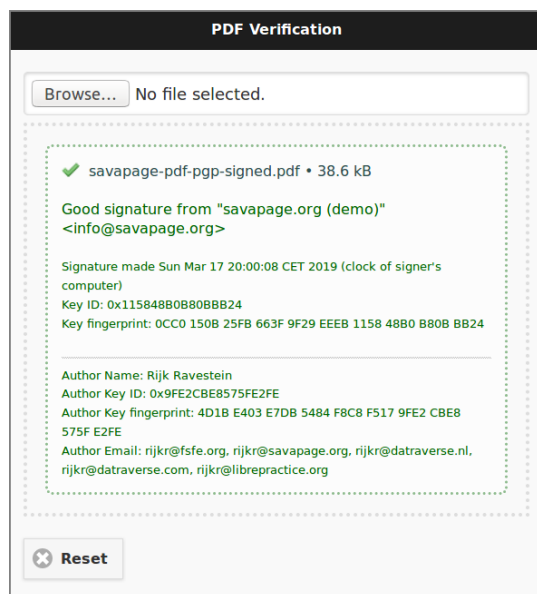 PDF Verification
Browse... No file selected.
savapage-pdf-pgp-signed.pdf • 38.6 kB
Good signature from "savapage.org (demo)"
<info@savapage.org>
Signature made Sun Mar 17 20:00:08 CET 2019 (clock of signer's
computer)
Key ID: 0x115848B0B80BBB24
Key fingerprint: 0CC0 150B 25FB 663F 9F29 EEEB 1158 48B0 B80B BB24
Author Name: Rijk Ravestein
Author Key ID: 0x9FE2CBE8575FE2FE
Author Key fingerprint: 4D1B E403 E7DB 5484 F8C8 F517 9FE2 CBE8
575F E2FE
Author Email: rijkr@fsfe.org, rijkr@savapage.org, rijkr@datraverse.nl,
rijkr@datraverse.com, rijkr@librepractice.org
Reset